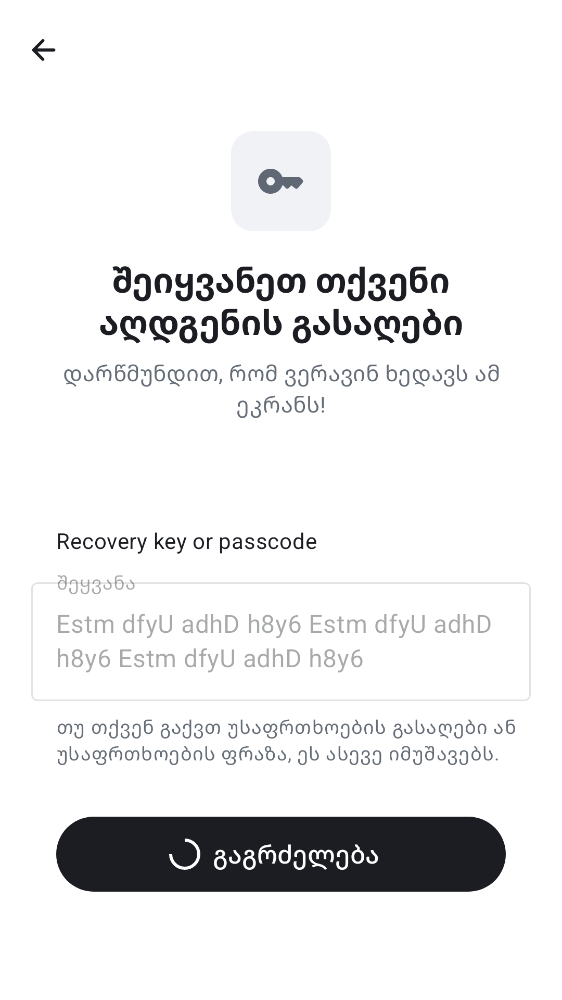 შეიყვანეთ თქვენი
აღდგენის გასაღები
დარწმუნდით, რომ ვერავინ ხედავს ამ
ეკრანს!
Recovery key or passcode
შეყვანა
Estm dfyU adhD h8y6 Estm dfyU adhD
h8y6 Estm dfyU adhD h8y6
თუ თქვენ გაქვთ უსაფრთხოების გასაღები ან
უსაფრთხოების ფრაზა, ეს ასევე იმუშავებს.
გაგრძელება